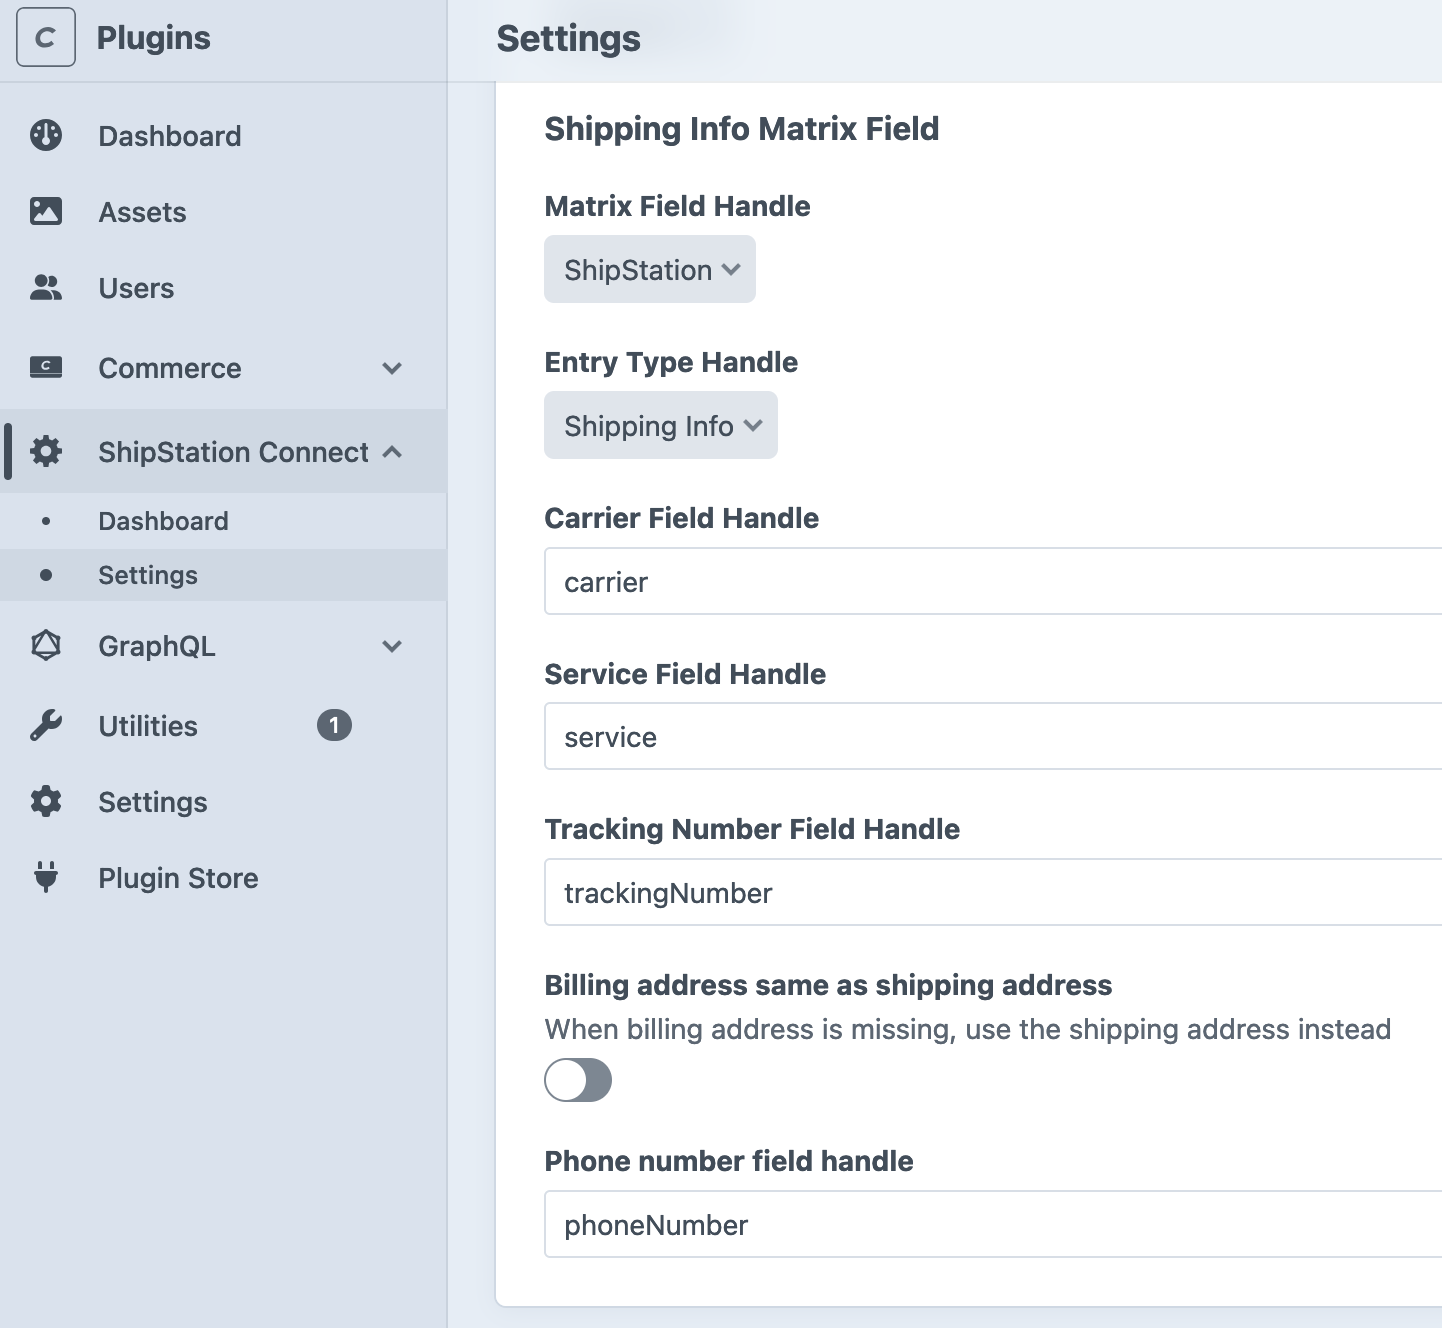 C
Plugins
Dashboard
Assets
Users
C
Commerce
ShipStation Connect
Dashboard
Settings
GraphQL
Utilities
1
Settings
Plugin Store
Settings
Shipping Info Matrix Field
Matrix Field Handle
ShipStation
Entry Type Handle
Shipping Info
Carrier Field Handle
carrier
Service Field Handle
service
Tracking Number Field Handle
trackingNumber
Billing address same as shipping address
When billing address is missing, use the shipping address instead
Phone number field handle
phoneNumber